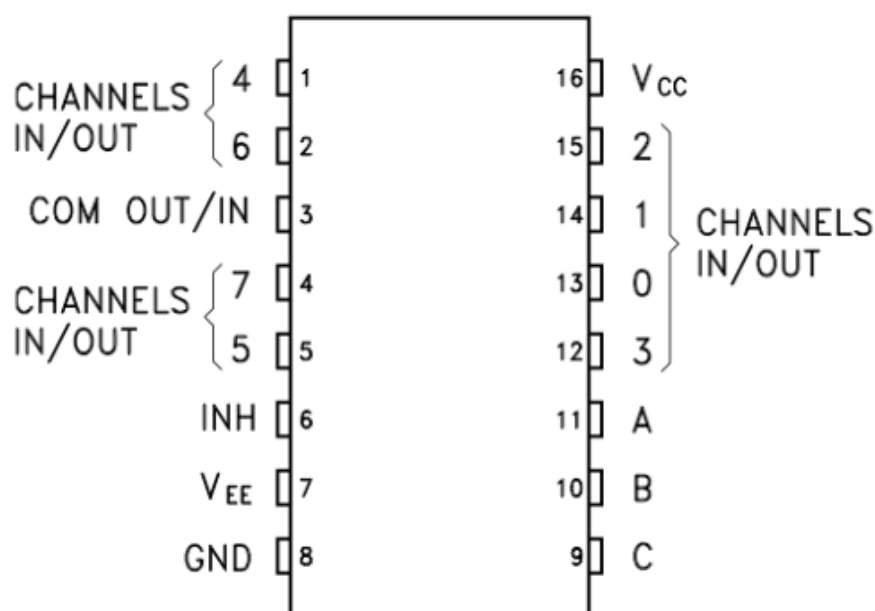 4 1 16 VCC
CHANNELS
IN/OUT
6 2 15 2
COM OUT/IN 3 14 1
CHANNELS
IN/OUT
7 4 13 0
CHANNELS
IN/OUT
5 5 12 3
INH 6 11 A
VEE 7 10 B
GND 8 9 C